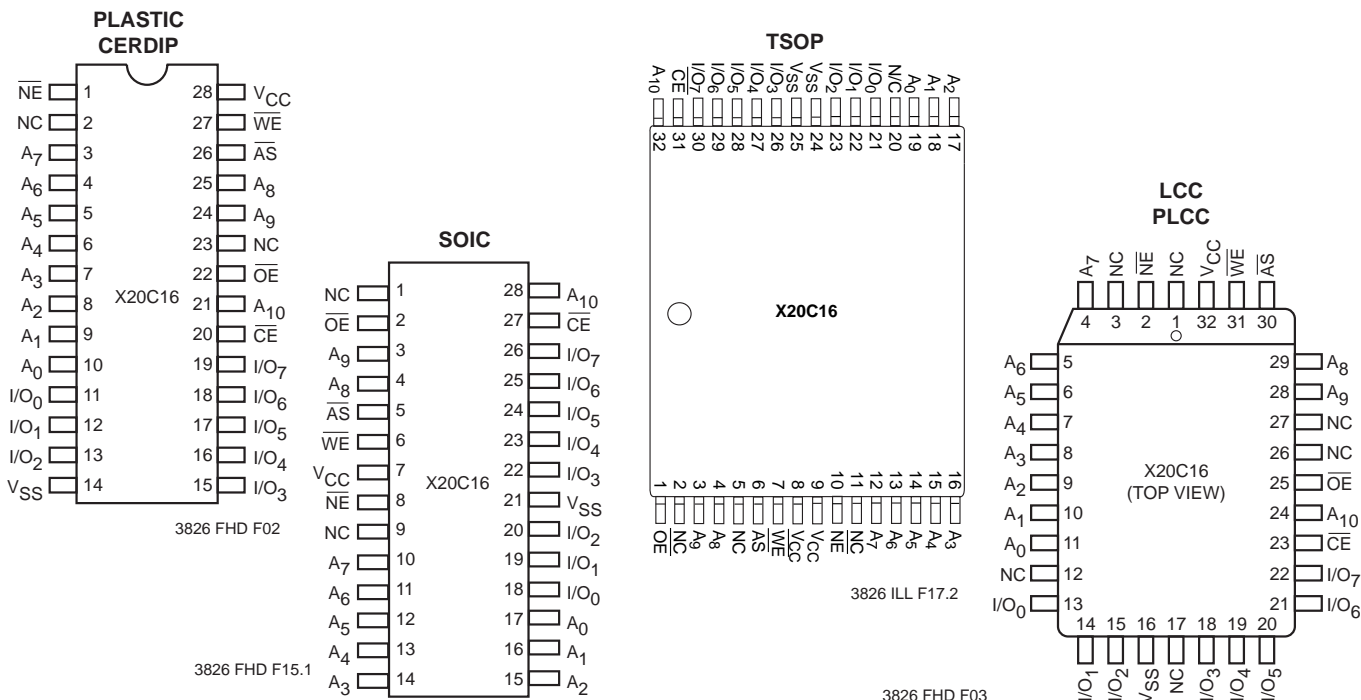 PLASTIC
CERDIP
NE 1 28 VCC
NC 2 27 WE
A7 3 26 AS
A6 4 25 A8
A5 5 24 A9
A4 6 23 NC
A3 7 22 OE
A2 8 X20C16 21 A10
A1 9 20 CE
A0 10 19 I/O7
I/O0 11 18 I/O6
I/O1 12 17 I/O5
I/O2 13 16 I/O4
VSS 14 15 I/O3
3826 FHD F02
SOIC
NC 1 28 A10
OE 2 27 CE
A9 3 26 I/O7
A8 4 25 I/O6
AS 5 24 I/O5
WE 6 23 I/O4
VCC 7 22 I/O3
X20C16
NE 8 21 VSS
NC 9 20 I/O2
A7 10 19 I/O1
A6 11 18 I/O0
A5 12 17 A0
A4 13 16 A1
A3 14 15 A2
3826 FHD F15.1
TSOP
A10 CE I/O7 I/O6 I/O5 I/O4 I/O3 VSS VSS I/O2 I/O1 I/O0 N/C A0 A1 A2
32 31 30 29 28 27 26 25 24 23 22 21 20 19 18 17
X20C16
1 2 3 4 5 6 7 8 9 10 11 12 13 14 15 16
OE NC A9 A8 NC AS WE VCC VCC NE NC A7 A6 A5 A4 A3
3826 ILL F17.2
LCC
PLCC
A7 NC NE NC VCC WE AS
4 3 2 1 32 31 30
A6 5 29 A8
A5 6 28 A9
A4 7 27 NC
A3 8 26 NC
A2 9 25 OE
A1 10 24 A10
A0 11 23 CE
NC 12 22 I/O7
I/O0 13 21 I/O6
X20C16
(TOP VIEW)
14 15 16 17 18 19 20
I/O1 I/O2 VSS NC I/O3 I/O4 I/O5
3826 FHD F03